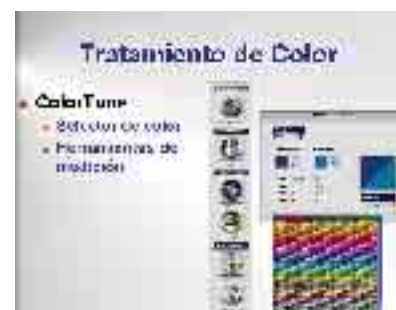 Tratamiento de Color
ColorTune
Selector de color
Herramientas de
medición